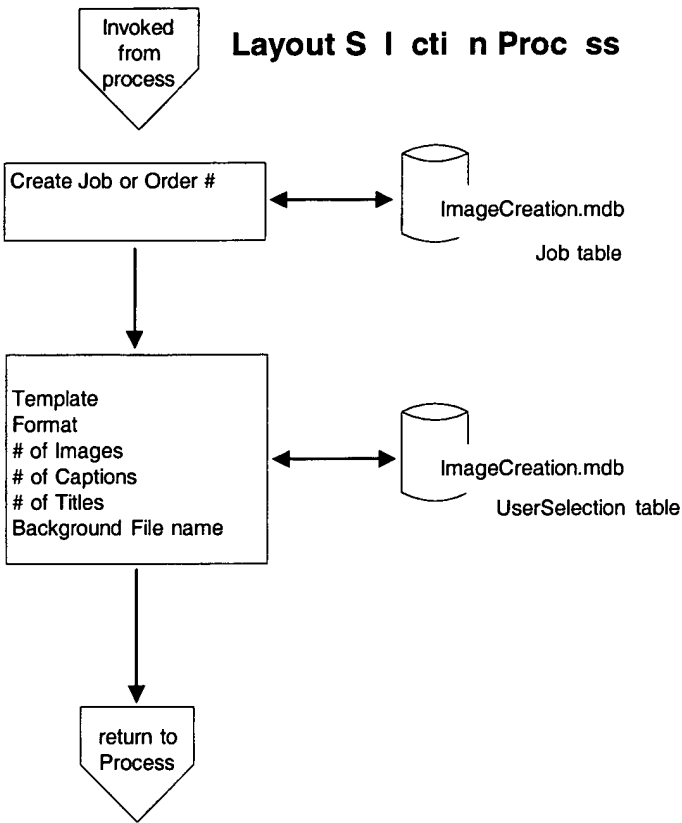 Invoked
from
process
Layout S l cti n Proc ss
Create Job or Order #
ImageCreation.mdb
Job table
Template
Format
# of Images
# of Captions
# of Titles
Background File name
ImageCreation.mdb
UserSelection table
return to
Process